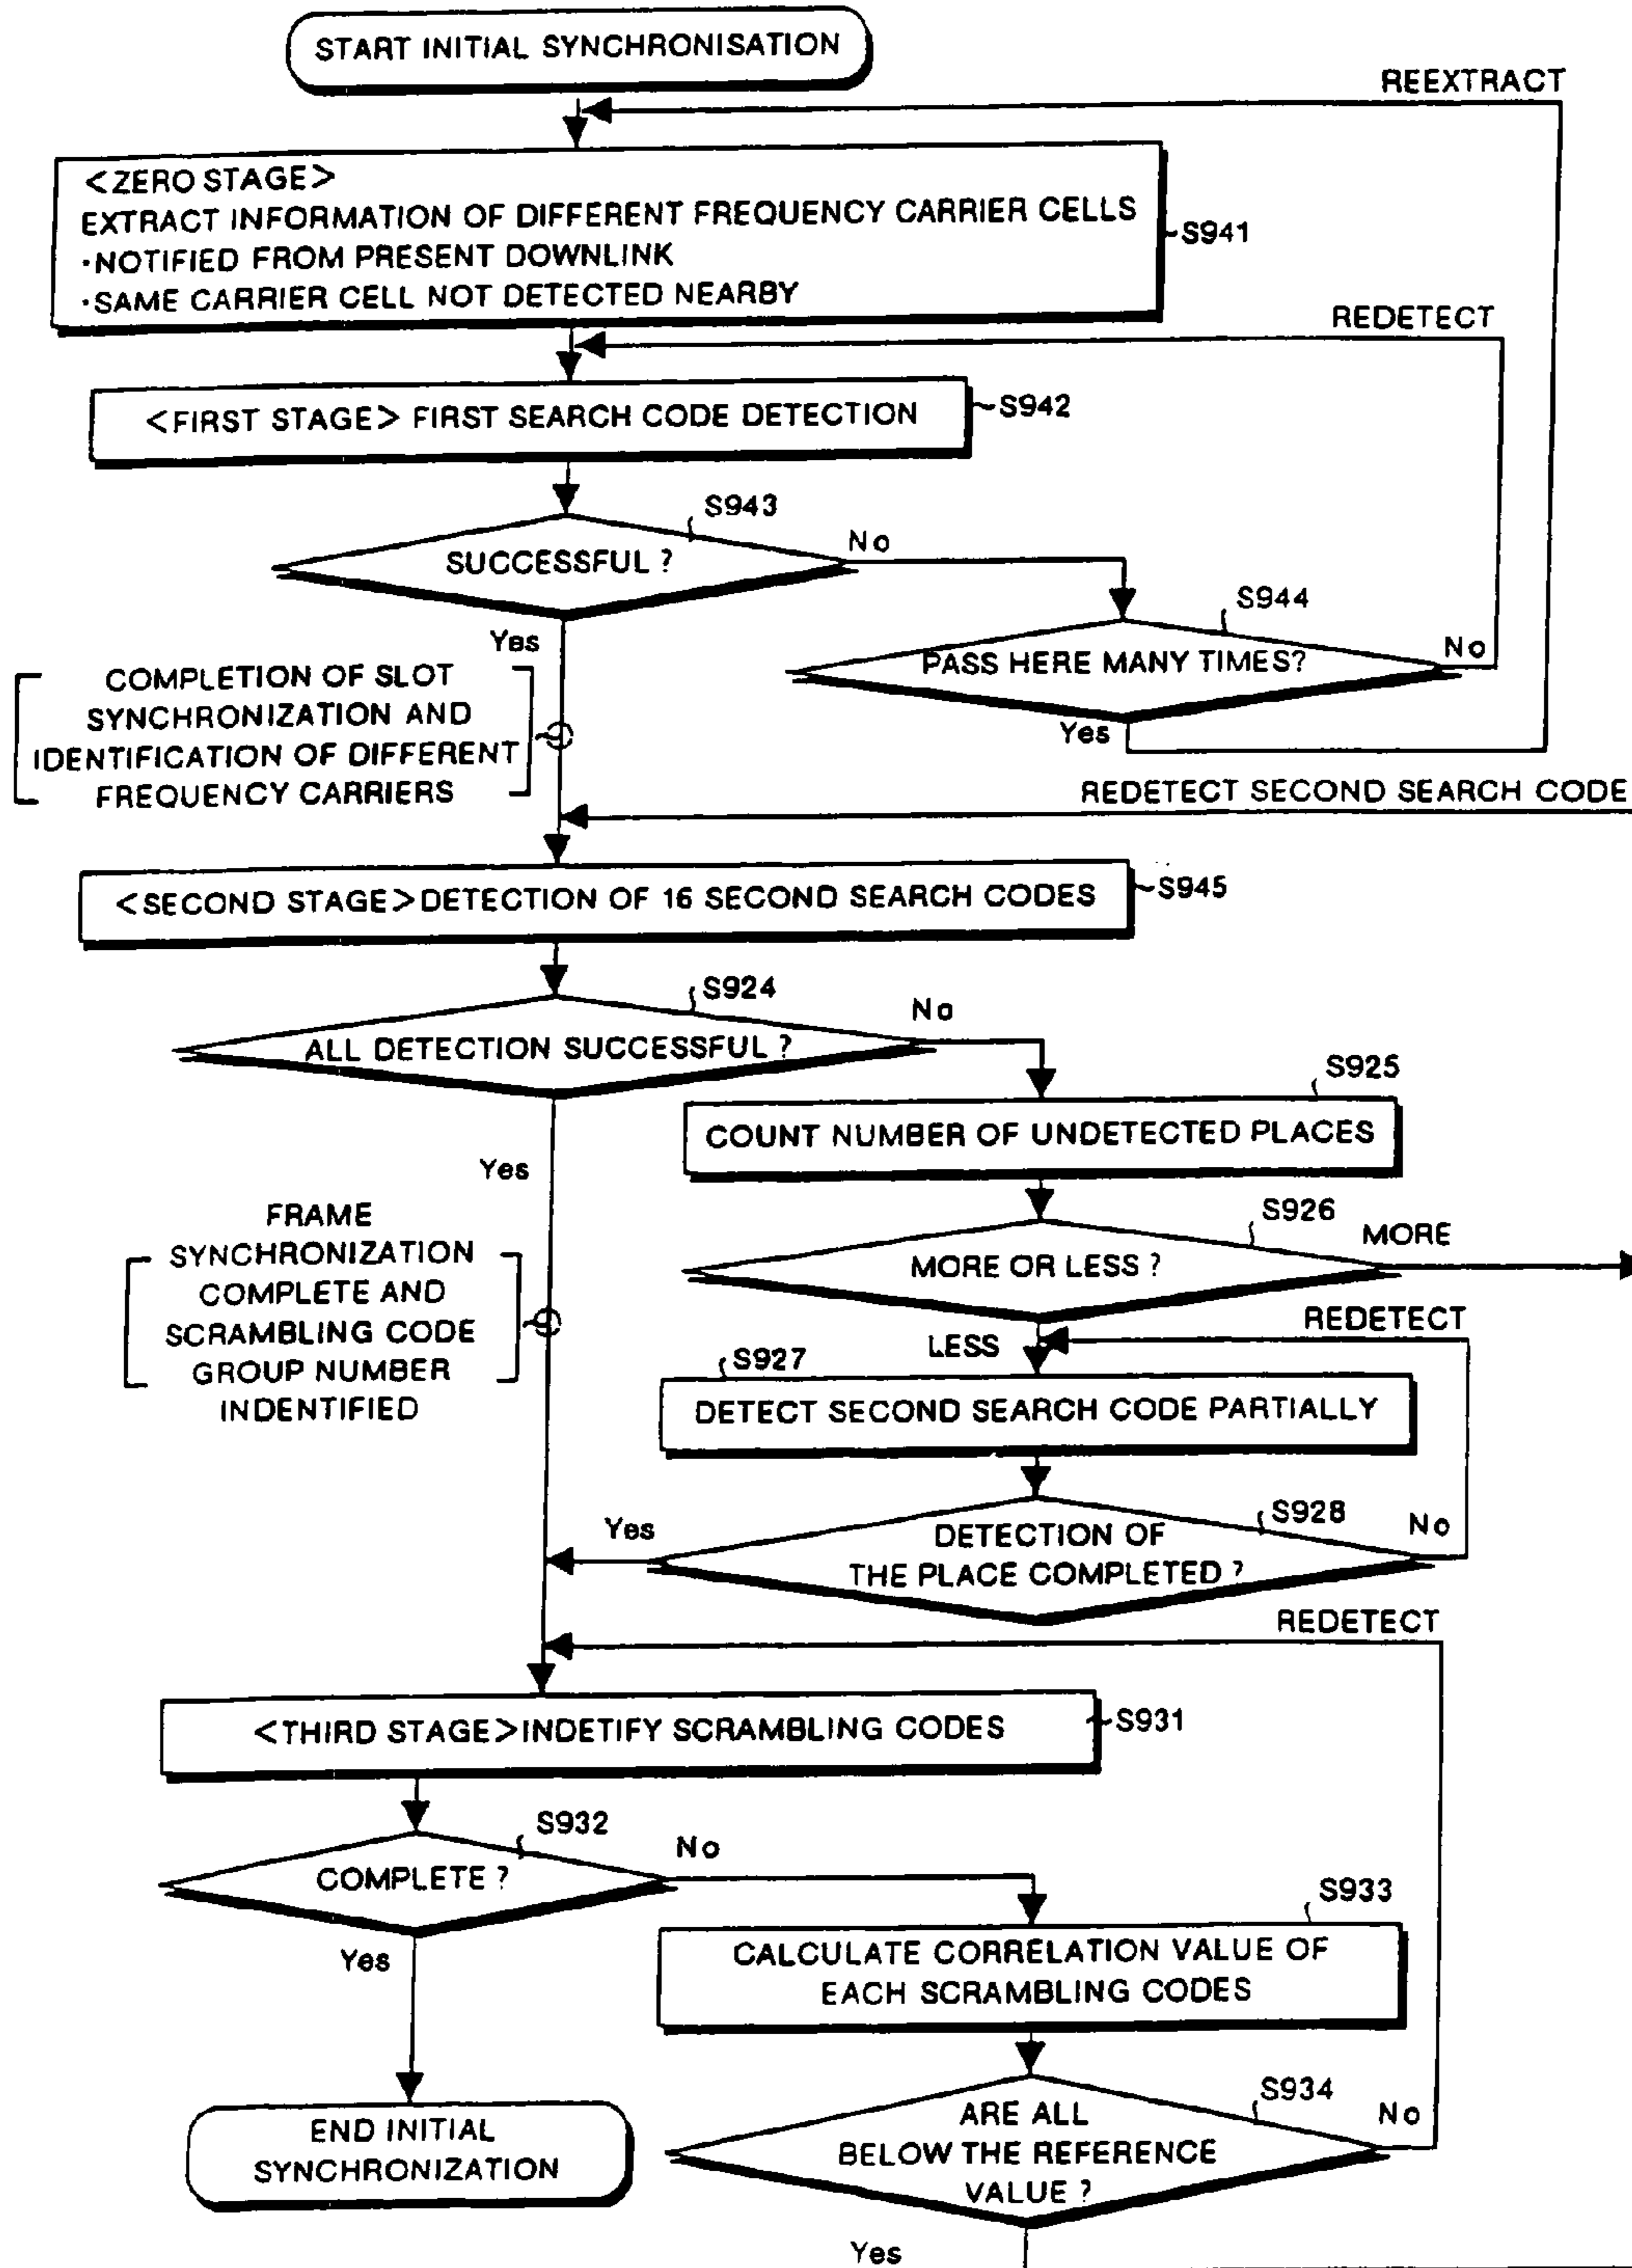 START INITIAL SYNCHRONISATION
REEXTRACT
<ZERO STAGE>
EXTRACT INFORMATION OF DIFFERENT FREQUENCY CARRIER CELLS
·NOTIFIED FROM PRESENT DOWNLINK
·SAME CARRIER CELL NOT DETECTED NEARBY
S941
REDETECT
<FIRST STAGE> FIRST SEARCH CODE DETECTION
S942
S943
SUCCESSFUL ?
No
Yes
S944
PASS HERE MANY TIMES?
No
Yes
COMPLETION OF SLOT
SYNCHRONIZATION AND
IDENTIFICATION OF DIFFERENT
FREQUENCY CARRIERS
REDETECT SECOND SEARCH CODE
<SECOND STAGE>DETECTION OF 16 SECOND SEARCH CODES
S945
S924
ALL DETECTION SUCCESSFUL ?
No
Yes
S925
COUNT NUMBER OF UNDETECTED PLACES
FRAME
SYNCHRONIZATION
COMPLETE AND
SCRAMBLING CODE
GROUP NUMBER
INDENTIFIED
S926
MORE OR LESS ?
MORE
LESS
REDETECT
S927
DETECT SECOND SEARCH CODE PARTIALLY
S928
DETECTION OF
THE PLACE COMPLETED ?
Yes
No
REDETECT
<THIRD STAGE>INDETIFY SCRAMBLING CODES
S931
S932
COMPLETE ?
No
Yes
S933
CALCULATE CORRELATION VALUE OF
EACH SCRAMBLING CODES
S934
ARE ALL
BELOW THE REFERENCE
VALUE ?
No
Yes
END INITIAL
SYNCHRONIZATION